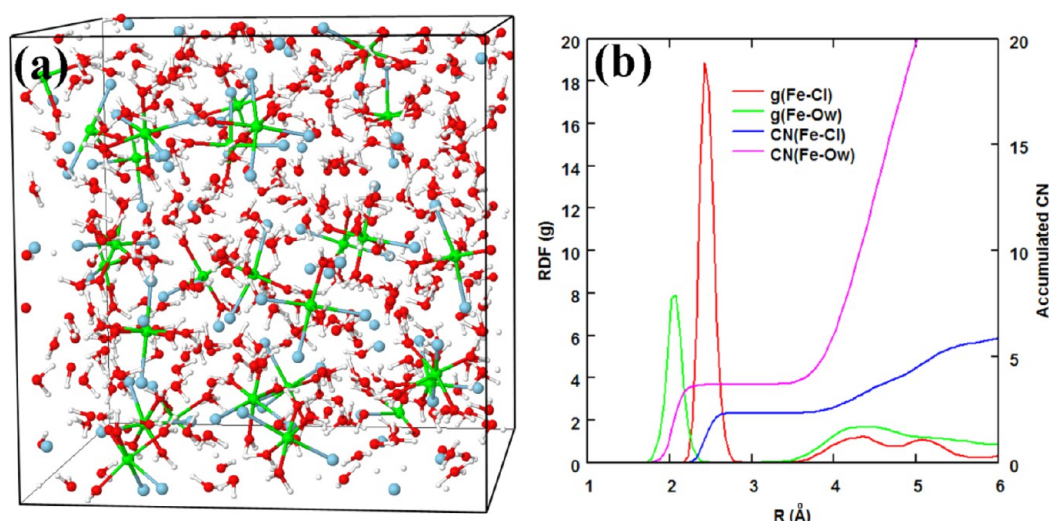 (a)
(b)
g(Fe-Cl)
g(Fe-Ow)
CN(Fe-Cl)
CN(Fe-Ow)
RDF (g)
20
18
16
14
12
10
8
6
4
2
0
Accumulated CN
20
15
10
5
0
1 2 3 4 5 6
R (Å)